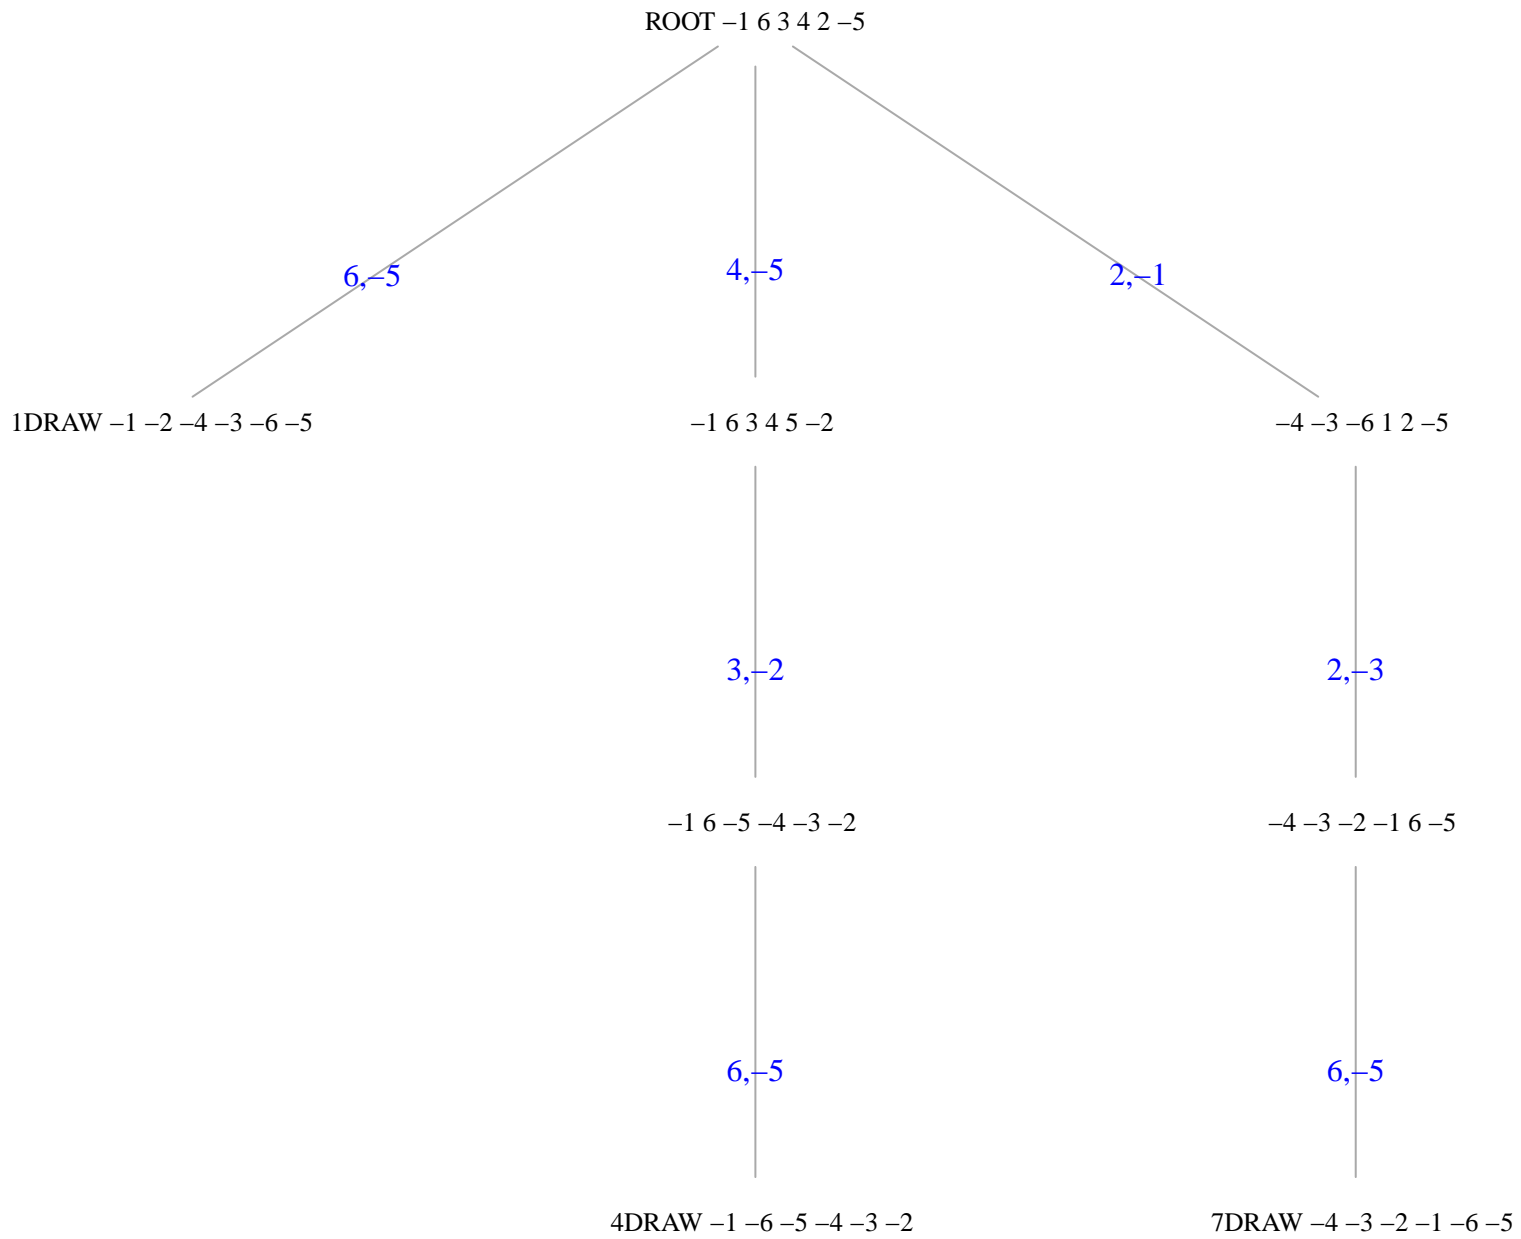 ROOT –1 6 3 4 2 –5
6,–5
4,–5
2,–1
1DRAW –1 –2 –4 –3 –6 –5
–1 6 3 4 5 –2
–4 –3 –6 1 2 –5
3,–2
2,–3
–1 6 –5 –4 –3 –2
–4 –3 –2 –1 6 –5
6,–5
6,–5
4DRAW –1 –6 –5 –4 –3 –2
7DRAW –4 –3 –2 –1 –6 –5